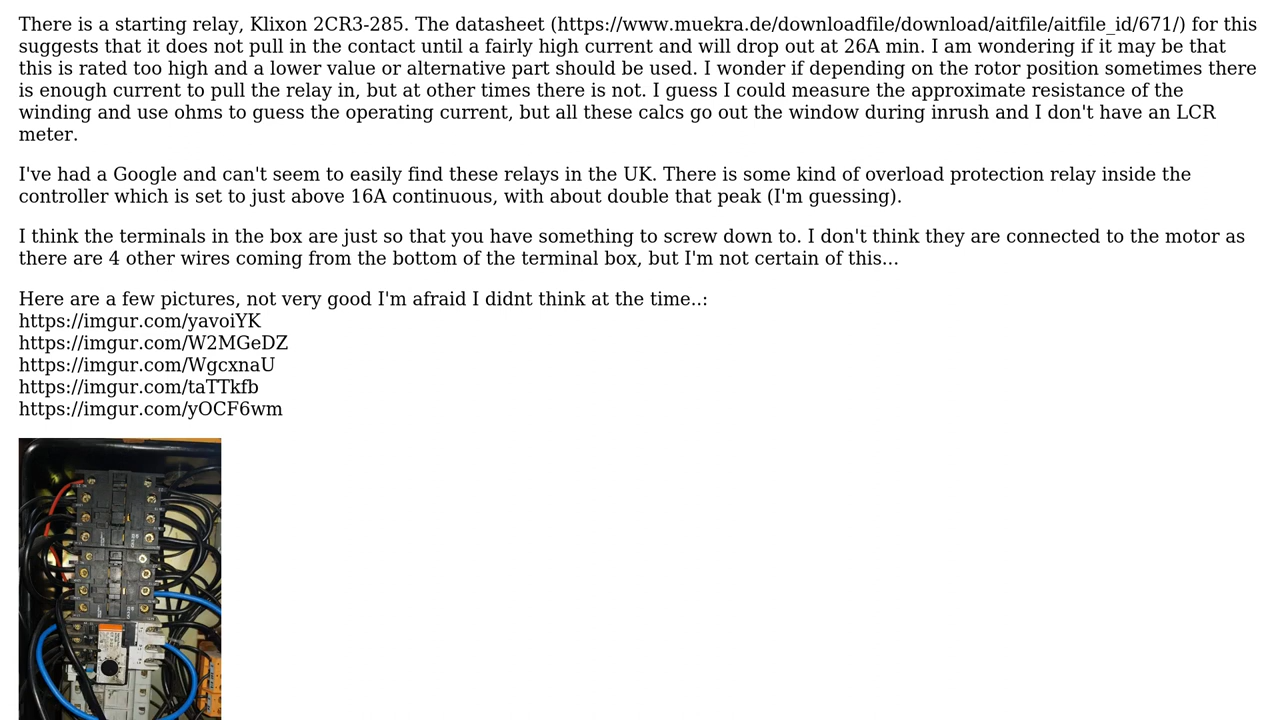 There is a starting relay, Klixon 2CR3-285. The datasheet (https://www.muekra.de/downloadfile/download/aitfile/aitfile_id/671/) for this
suggests that it does not pull in the contact until a fairly high current and will drop out at 26A min. I am wondering if it may be that
this is rated too high and a lower value or alternative part should be used. I wonder if depending on the rotor position sometimes there
is enough current to pull the relay in, but at other times there is not. I guess I could measure the approximate resistance of the
winding and use ohms to guess the operating current, but all these calcs go out the window during inrush and I don't have an LCR
meter.
I've had a Google and can't seem to easily find these relays in the UK. There is some kind of overload protection relay inside the
controller which is set to just above 16A continuous, with about double that peak (I'm guessing).
I think the terminals in the box are just so that you have something to screw down to. I don't think they are connected to the motor as
there are 4 other wires coming from the bottom of the terminal box, but I'm not certain of this...
Here are a few pictures, not very good I'm afraid I didnt think at the time..:
https://imgur.com/yavoiYK
https://imgur.com/W2MGeDZ
https://imgur.com/WgcxnaU
https://imgur.com/taTTkfb
https://imgur.com/yOCF6wm